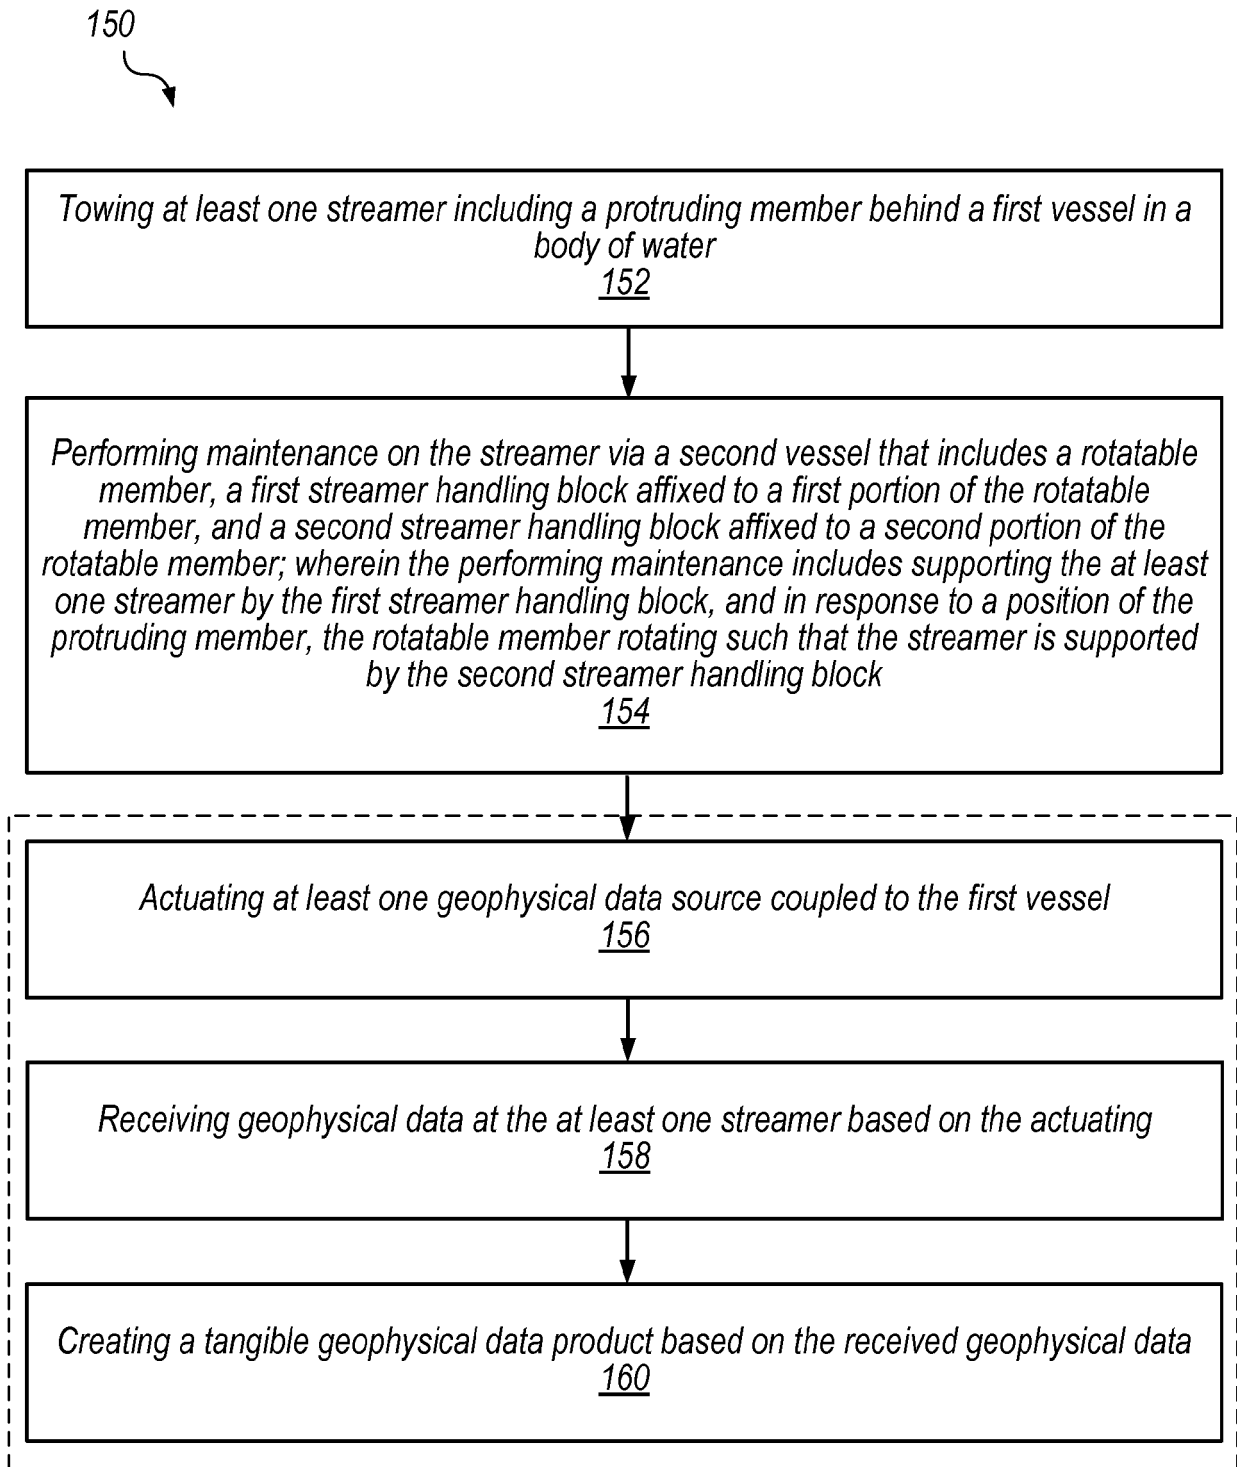 150
Towing at least one streamer including a protruding member behind a first vessel in a
body of water
152
Performing maintenance on the streamer via a second vessel that includes a rotatable
member, a first streamer handling block affixed to a first portion of the rotatable
member, and a second streamer handling block affixed to a second portion of the
rotatable member; wherein the performing maintenance includes supporting the at least
one streamer by the first streamer handling block, and in response to a position of the
protruding member, the rotatable member rotating such that the streamer is supported
by the second streamer handling block
154
Actuating at least one geophysical data source coupled to the first vessel
156
Receiving geophysical data at the at least one streamer based on the actuating
158
Creating a tangible geophysical data product based on the received geophysical data
160